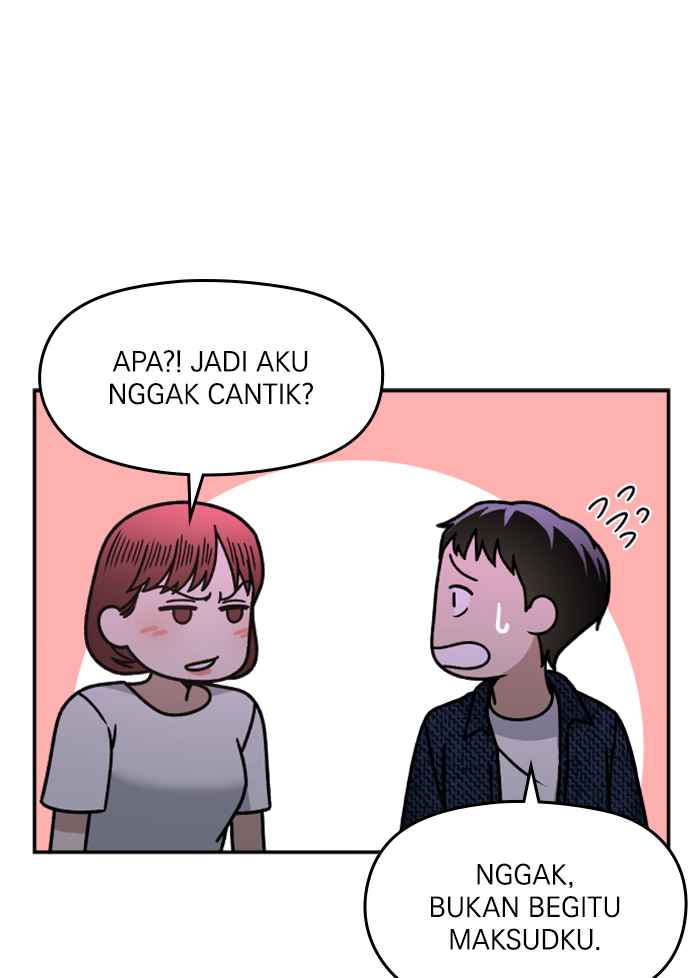 APA?! JADI AKU
NGGAK CANTIK?
NGGAK,
BUKAN BEGITU
MAKSUDKU.